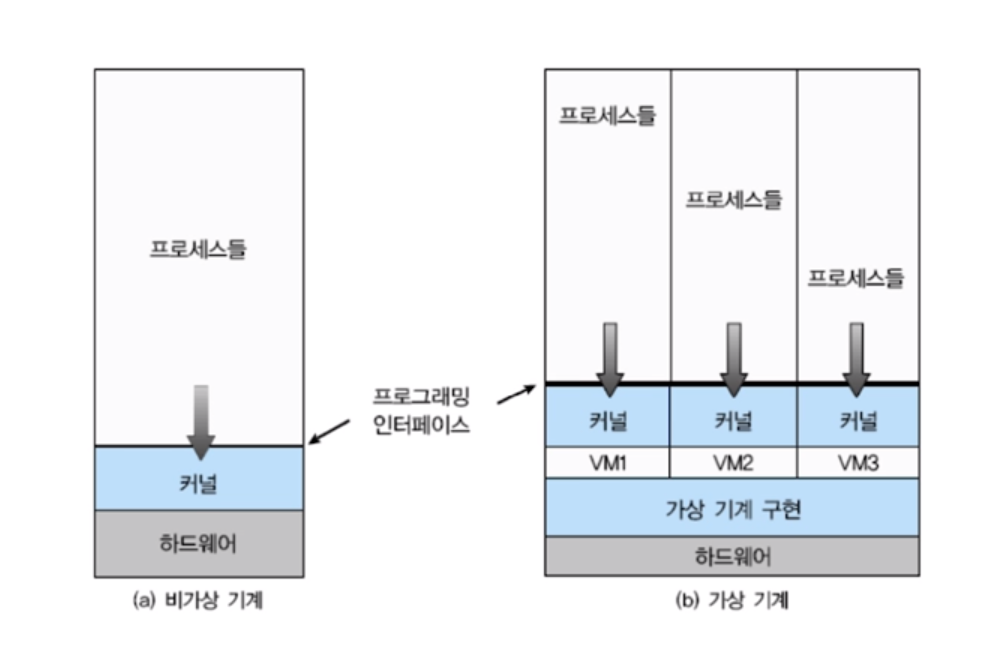 프로세스들
커널
하드웨어
(a) 비가상 기계
프로그래밍
인터페이스
프로세스들
프로세스들
프로세스들
커널
커널
커널
VM1
VM2
VM3
가상 기계 구현
하드웨어
(b) 가상 기계